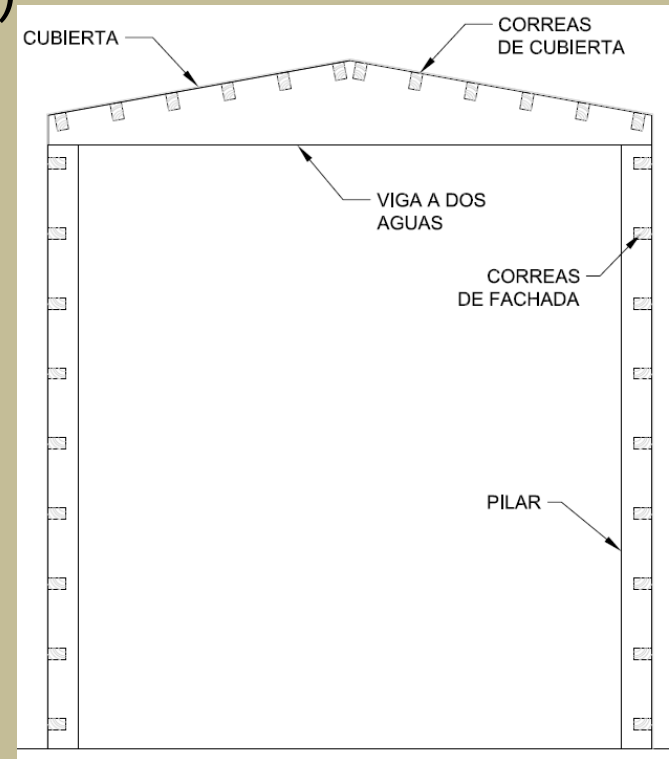 )
CUBIERTA
CORREAS
DE CUBIERTA
VIGA A DOS
AGUAS
CORREAS
DE FACHADA
PILAR